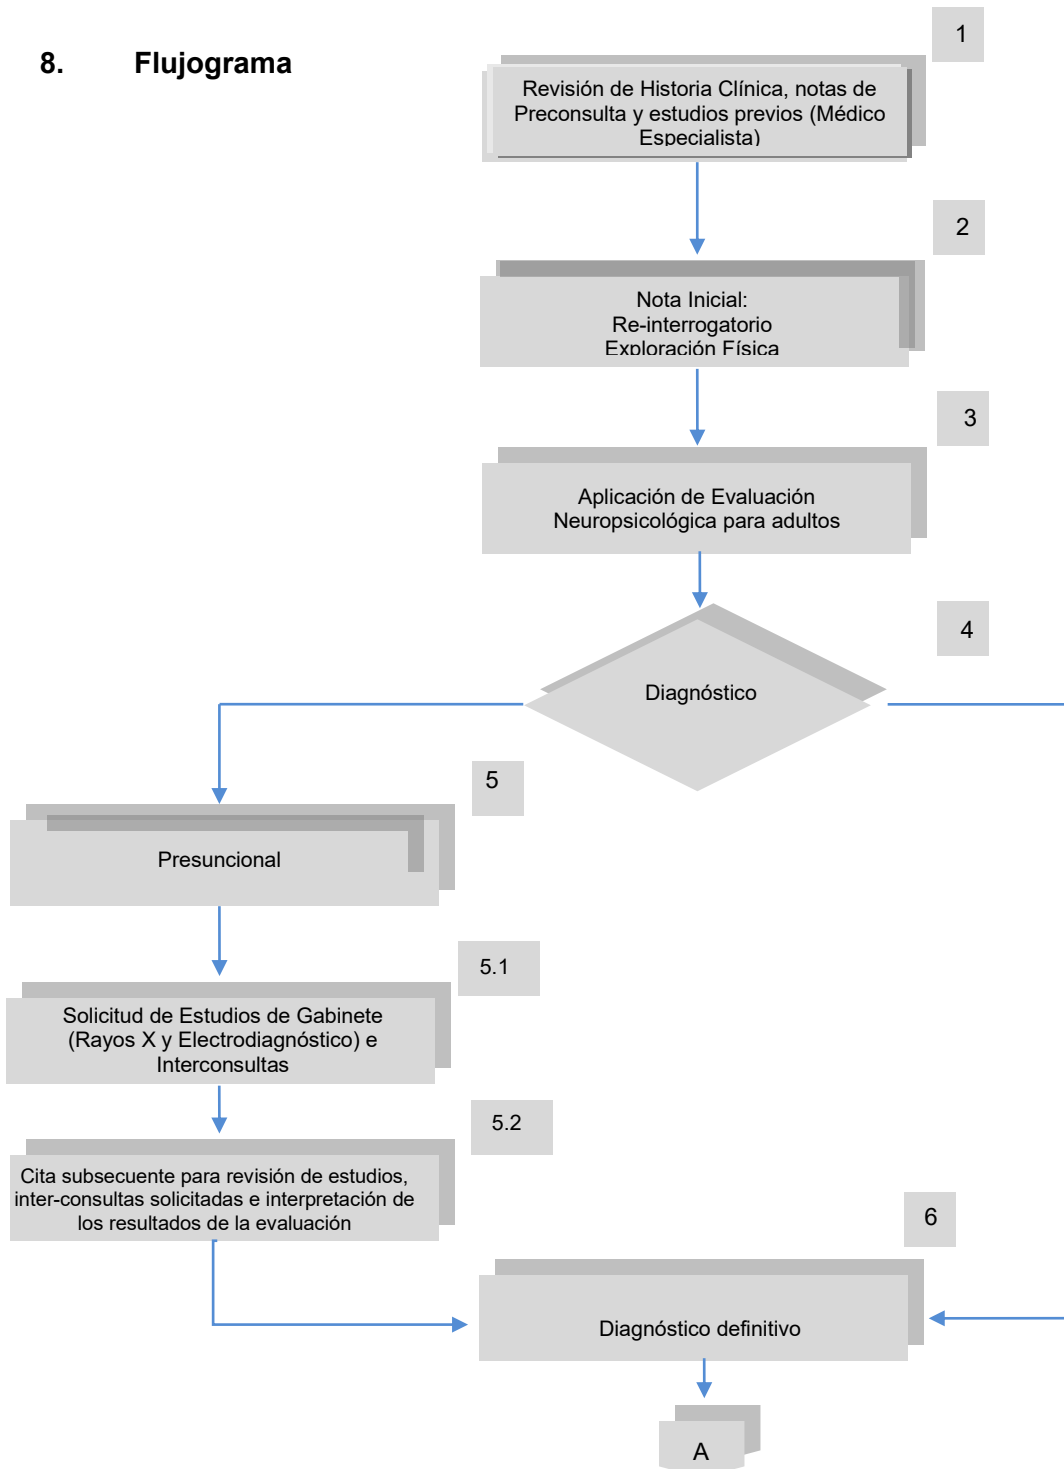 8. Flujograma
1
Revisión de Historia Clínica, notas de
Preconsulta y estudios previos (Médico
Especialista)
2
Nota Inicial:
Re-interrogatorio
Exploración Física
3
Aplicación de Evaluación
Neuropsicológica para adultos
4
Diagnóstico
5
Presuncional
5.1
Solicitud de Estudios de Gabinete
(Rayos X y Electrodiagnóstico) e
Interconsultas
5.2
Cita subsecuente para revisión de estudios,
inter-consultas solicitadas e interpretación de
los resultados de la evaluación
6
Diagnóstico definitivo
A